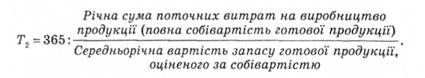 Річна сума поточних витрат на виробництво
продукції (повна собівартість готової продукції)
T₂ = 365: 
Середньорічна вартість запасу готової продукції,
оціненого за собівартістю
.